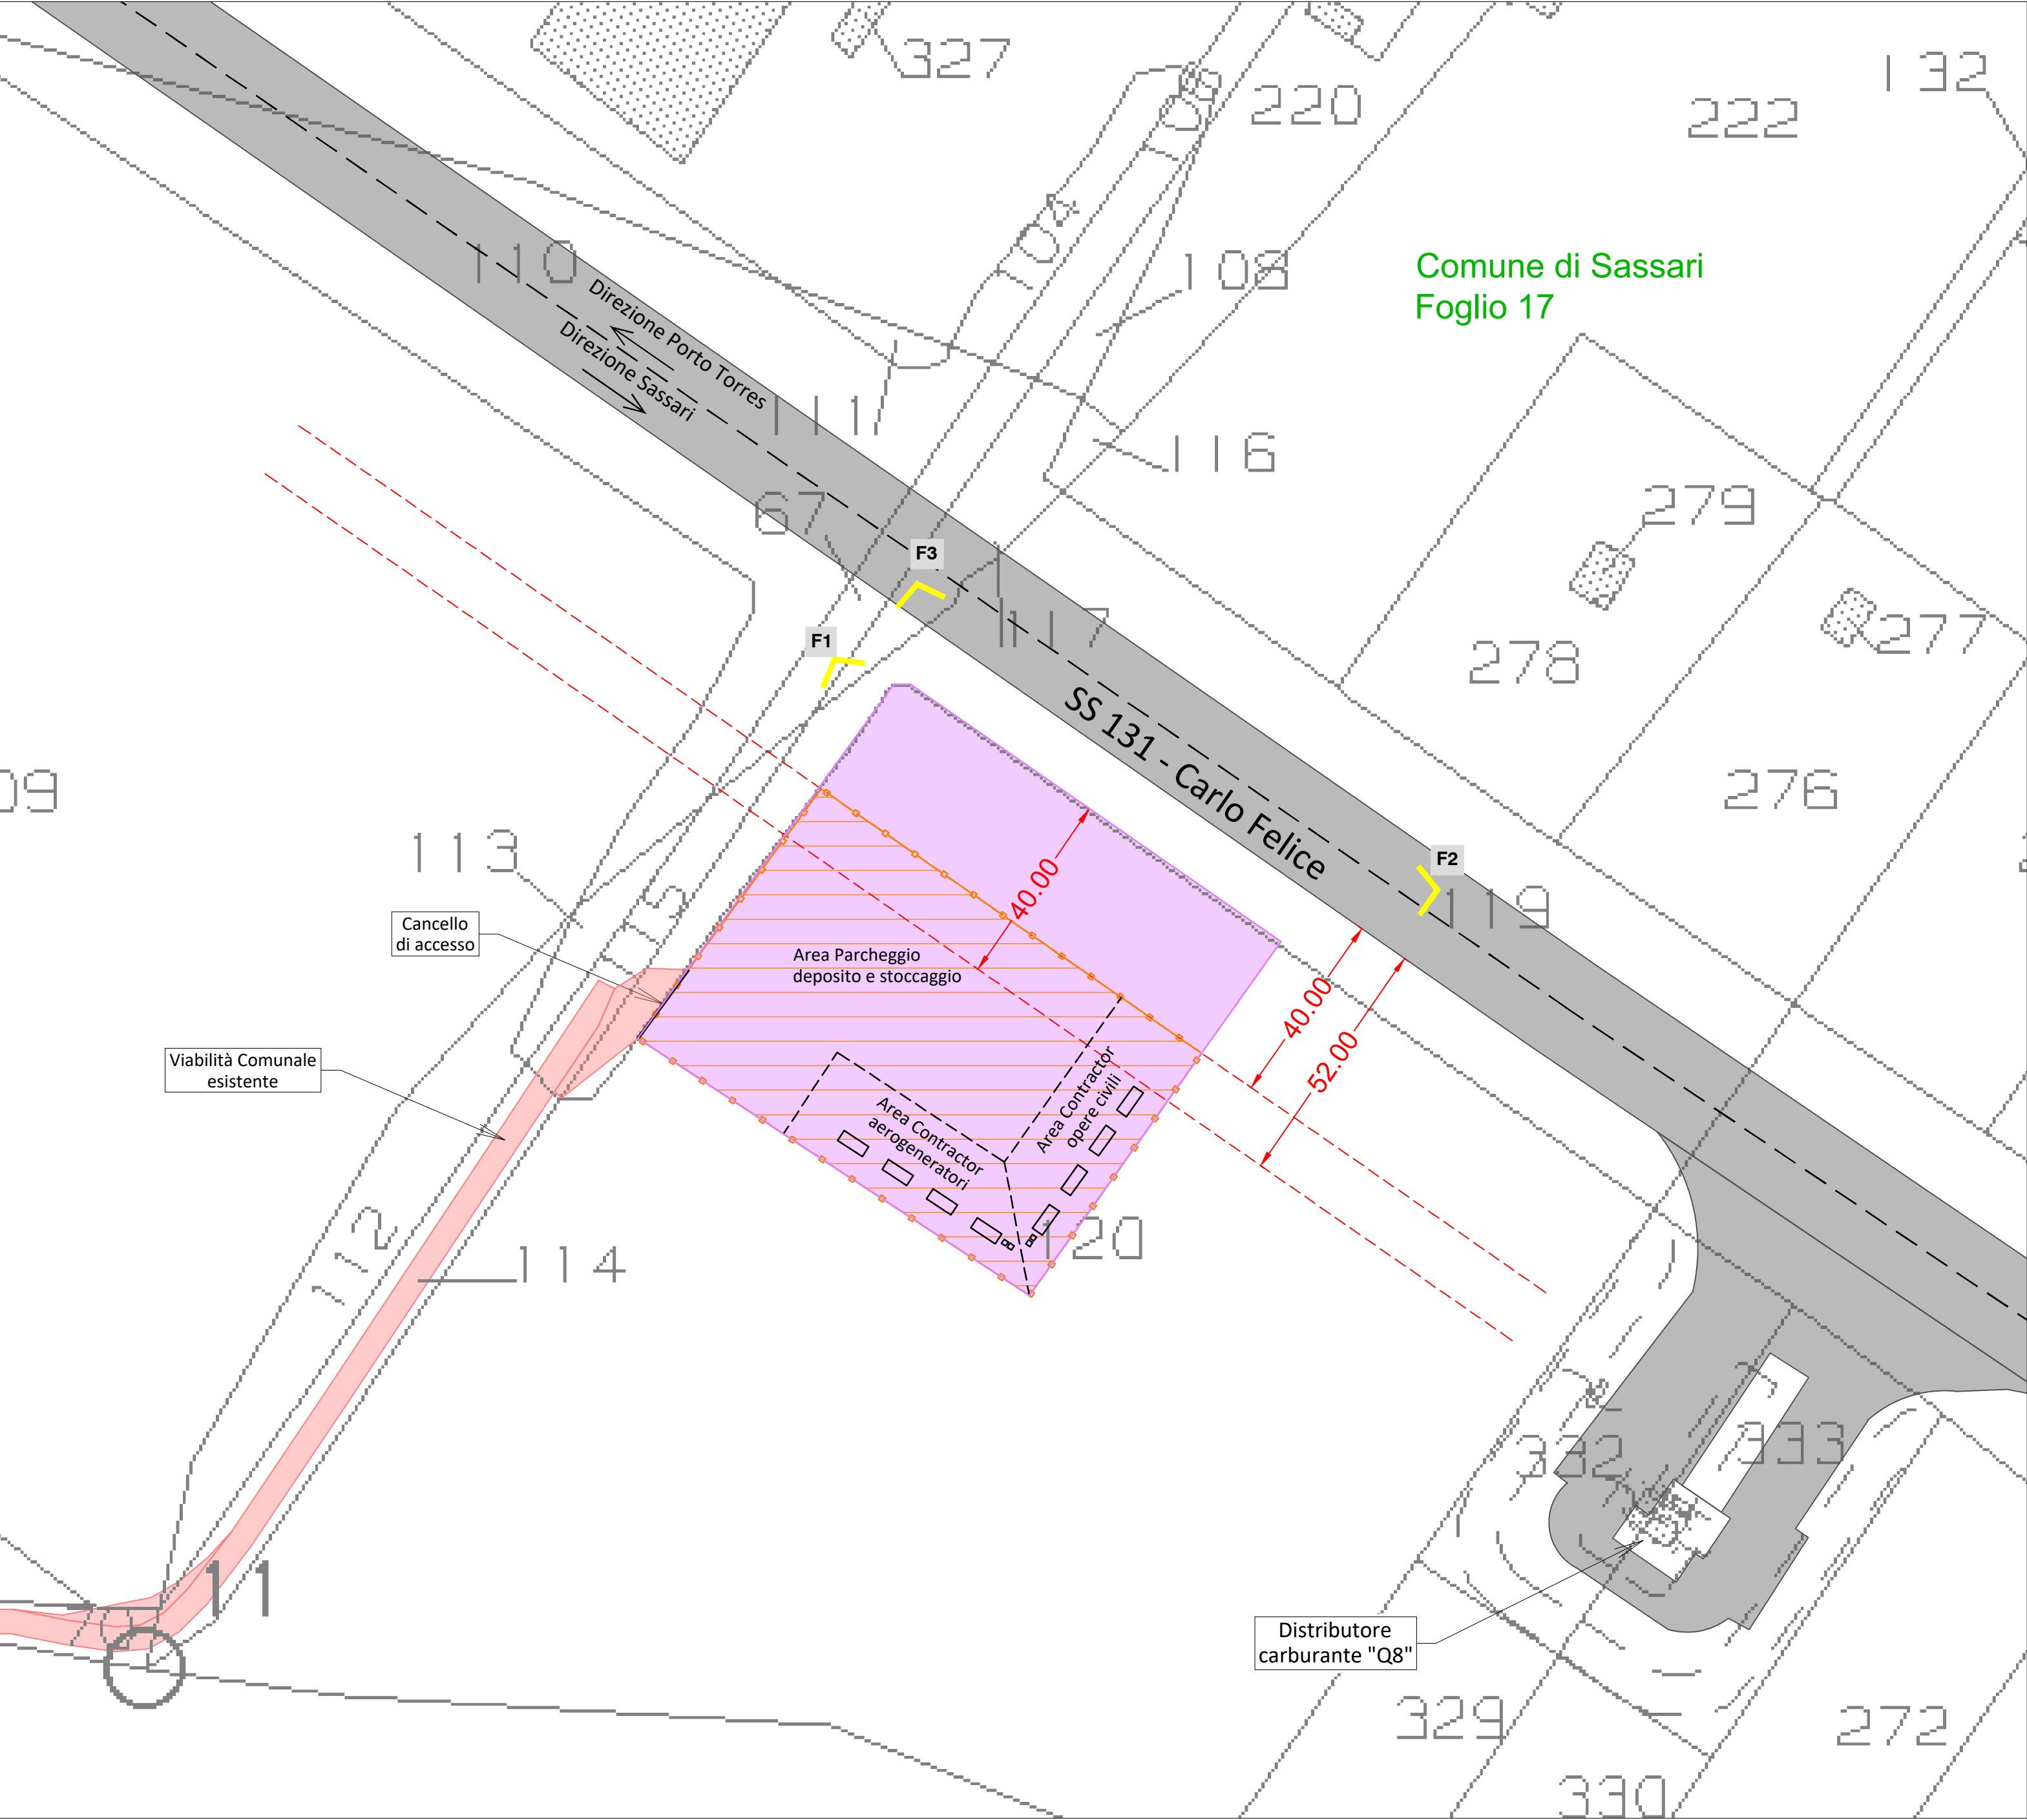 327
132
220
222
104
108
110
Comune di Sassari
Foglio 17
Direzione Porto Torres
Direzione Sassari
111
116
67
279
F3
F1
117
277
278
SS 131 - Carlo Felice
276
09
113
F2
119
40.00
115
Cancello
di accesso
Area Parcheggio
deposito e stoccaggio
40.00
52.00
Viabilità Comunale
esistente
Area Contractor
opere civili
Area Contractor
aerogeneratori
112
120
114
332
333
11
Distributore
carburante "Q8"
329
272
330